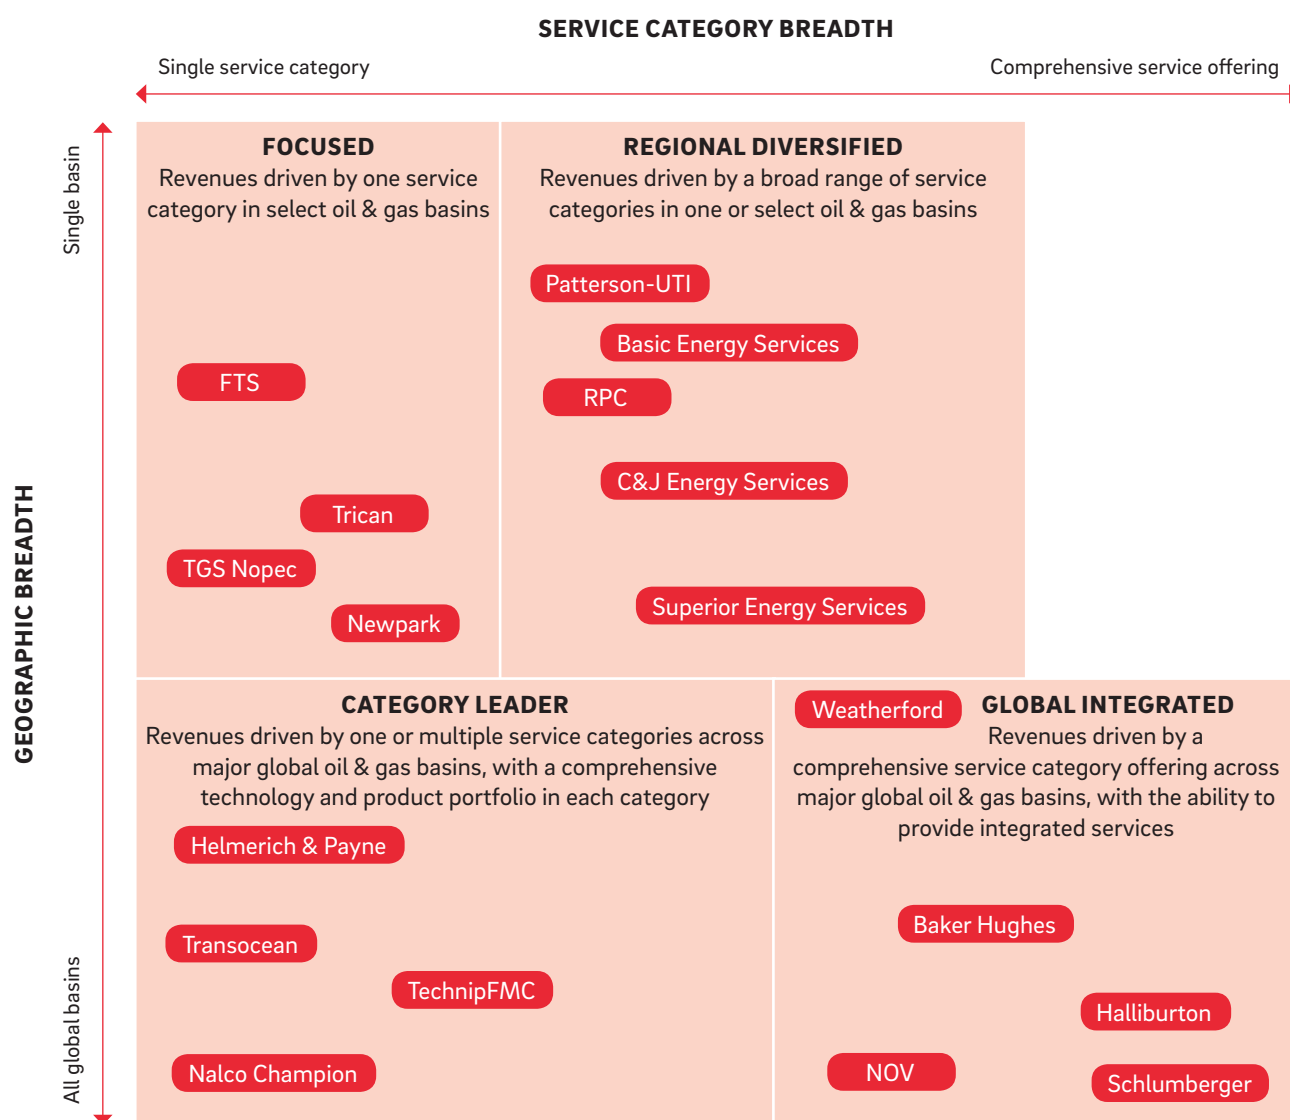 SERVICE CATEGORY BREADTH
Single service category
Comprehensive service offering
GEOGRAPHIC BREADTH
Single basin
All global basins
FOCUSED
Revenues driven by one service
category in select oil & gas basins
FTS
Trican
TGS Nopec
Newpark
REGIONAL DIVERSIFIED
Revenues driven by a broad range of service
categories in one or select oil & gas basins
Patterson-UTI
Basic Energy Services
RPC
C&J Energy Services
Superior Energy Services
CATEGORY LEADER
Revenues driven by one or multiple service categories across
major global oil & gas basins, with a comprehensive
technology and product portfolio in each category
Helmerich & Payne
Transocean
TechnipFMC
Nalco Champion
Weatherford
GLOBAL INTEGRATED
Revenues driven by a
comprehensive service category offering across
major global oil & gas basins, with the ability to
provide integrated services
Baker Hughes
Halliburton
NOV
Schlumberger